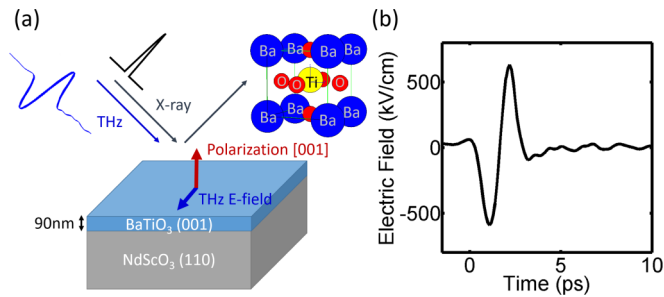 (a)
THz
X-ray
Ba Ba Ba Ba
O O Ti O
Ba Ba Ba Ba
Polarization [001]
THz E-field
90nm
BaTiO₃ (001)
NdScO₃ (110)
(b)
Electric Field (kV/cm)
500
0
-500
0 5 10
Time (ps)